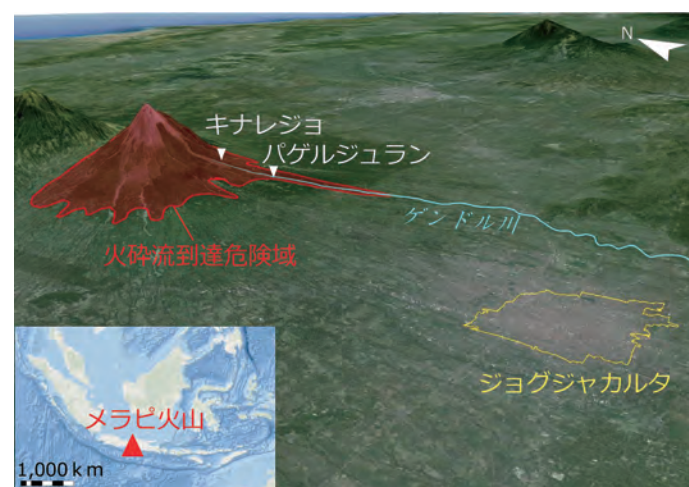 N
キナレジョ
パゲルジュラン
ゲンドル川
火砕流到達危険域
ジョグジャカルタ
メラピ火山
1,000 km